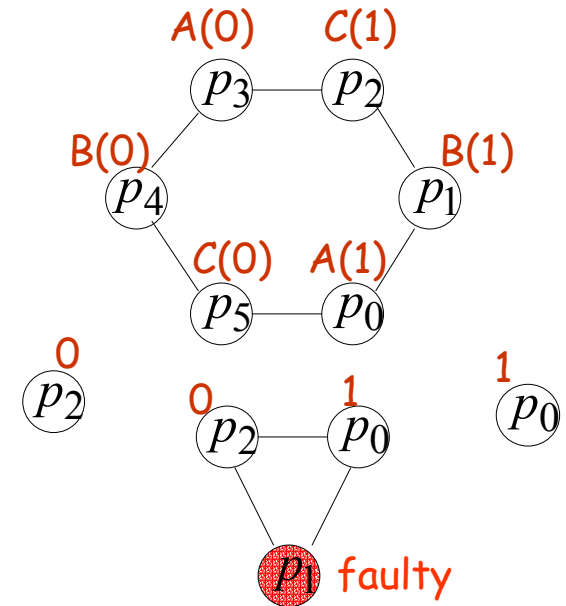 A(0) C(1)
p3 p2
B(0) B(1)
p4 p1
C(0) A(1)
p5 p0
0 1
p2 0 1 p0
p2 p0
p1 faulty